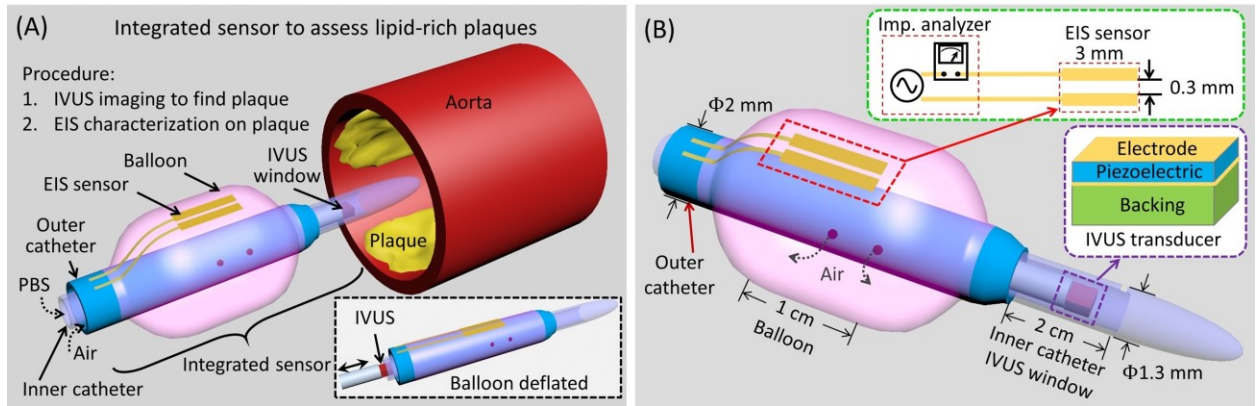 (A)
Integrated sensor to assess lipid-rich plaques
Procedure:
1. IVUS imaging to find plaque
2. EIS characterization on plaque
Aorta
Balloon
IVUS
window
EIS sensor
Outer
catheter
Plaque
PBS
Air
Inner catheter
Integrated sensor
IVUS
Balloon deflated
(B)
Imp. analyzer
EIS sensor
3 mm
0.3 mm
Φ2 mm
Electrode
Piezoelectric
Backing
IVUS transducer
Outer
catheter
Air
1 cm
Balloon
2 cm
Inner catheter
IVUS window
Φ1.3 mm